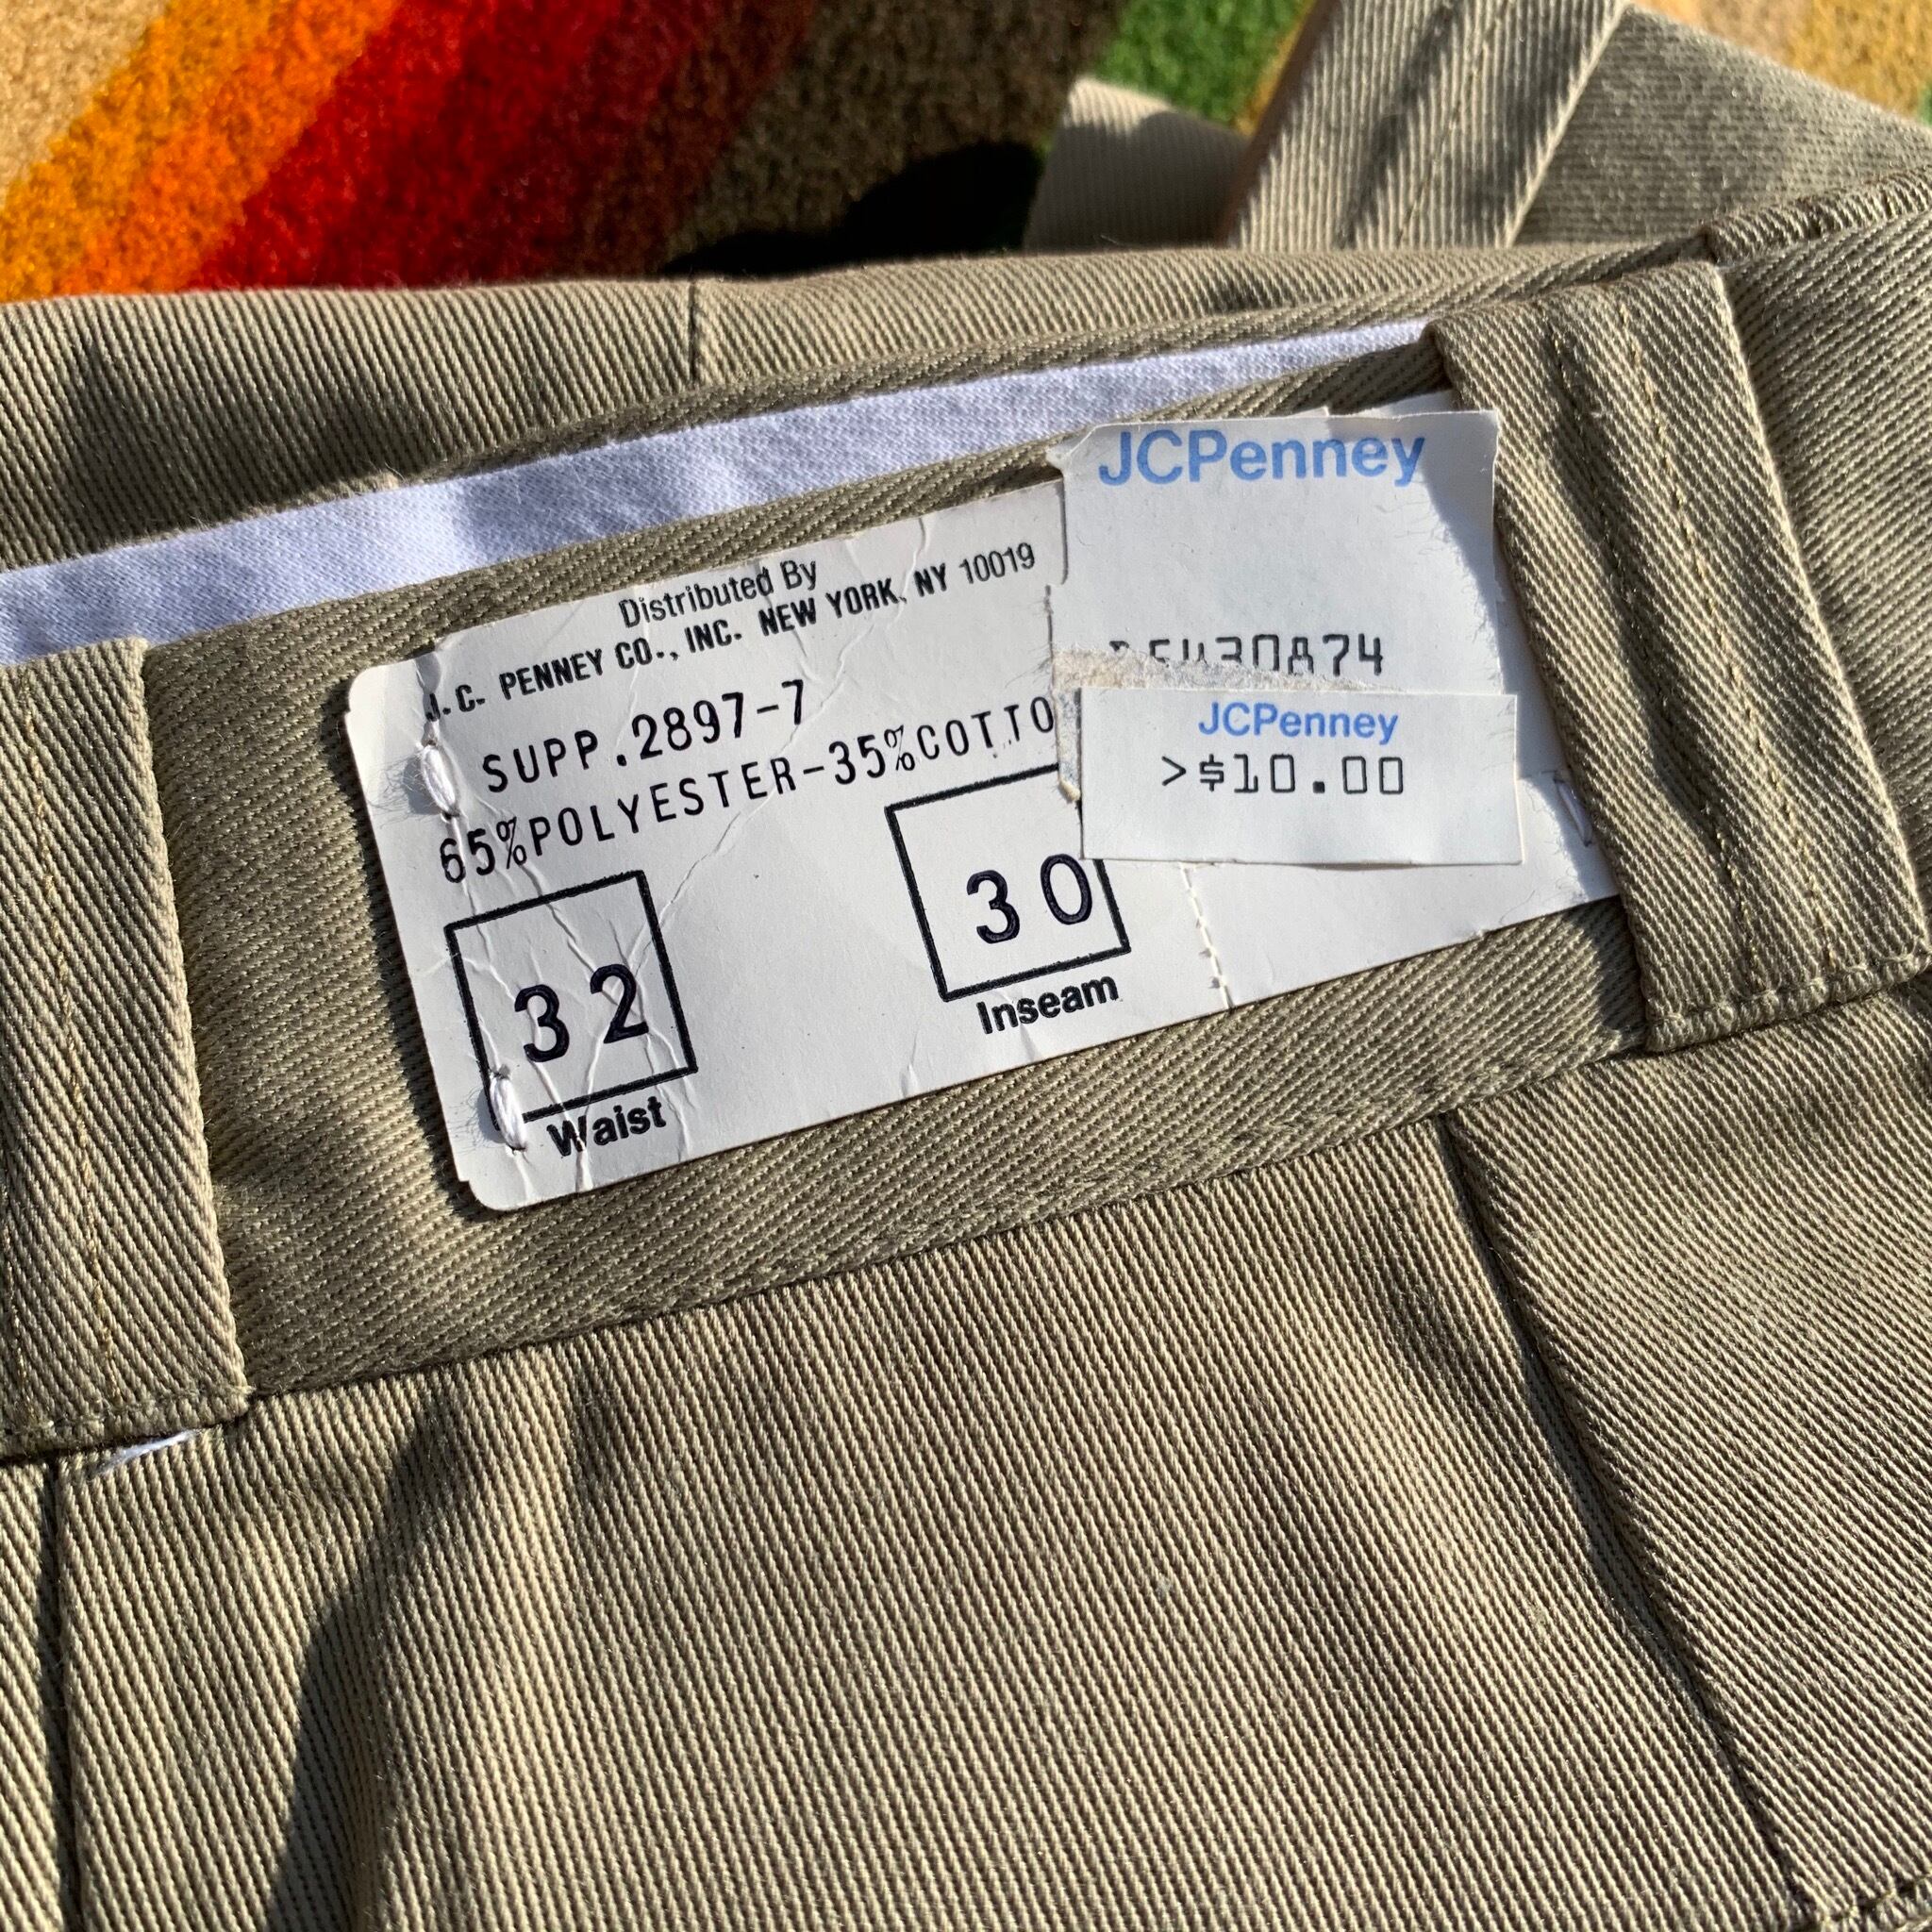 JCPenney
Distributed By
J.C. PENNEY CO., INC. NEW YORK, NY 10019
SUPP.2897-7
65%POLYESTER-35%COTTO
JCPenney
>$10.00
32
Waist
30
Inseam